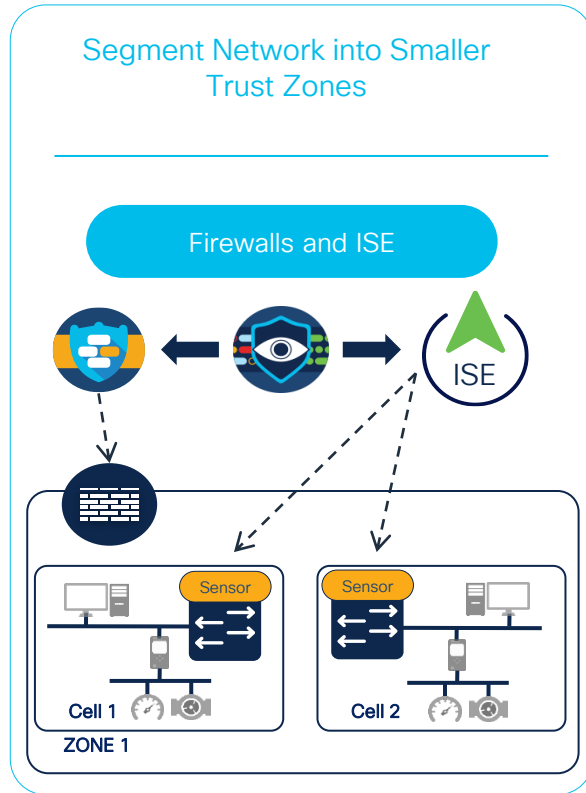 Segment Network into Smaller
Trust Zones
Firewalls and ISE
ISE
Sensor
Sensor
Cell 1
Cell 2
ZONE 1